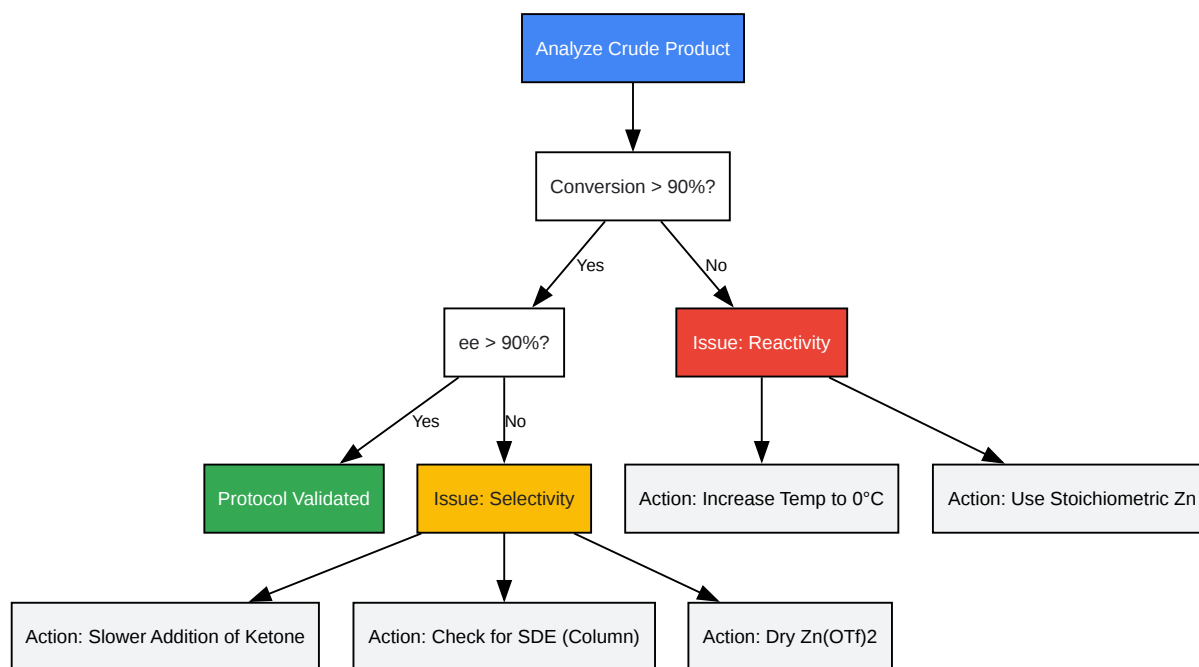 Analyze Crude Product
Conversion > 90%?
Yes
No
ee > 90%?
Issue: Reactivity
Yes
No
Protocol Validated
Issue: Selectivity
Action: Increase Temp to 0°C
Action: Use Stoichiometric Zn
Action: Slower Addition of Ketone
Action: Check for SDE (Column)
Action: Dry Zn(OTf)2